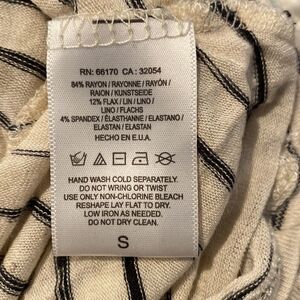 RN: 66170 CA : 32054
84% RAYON / RAYONNE / RAYÓN /
RAION / KUNSTSEIDE
12% FLAX / LIN / LINO /
LINO / FLACHS
4% SPANDEX / ÉLASTHANNE / ELASTANO /
ELASTAN / ELASTAN
HECHO EN E.U.A.
HAND WASH COLD SEPARATELY.
DO NOT WRING OR TWIST
USE ONLY NON-CHLORINE BLEACH
RESHAPE LAY FLAT TO DRY.
LOW IRON AS NEEDED.
DO NOT DRY CLEAN.
S